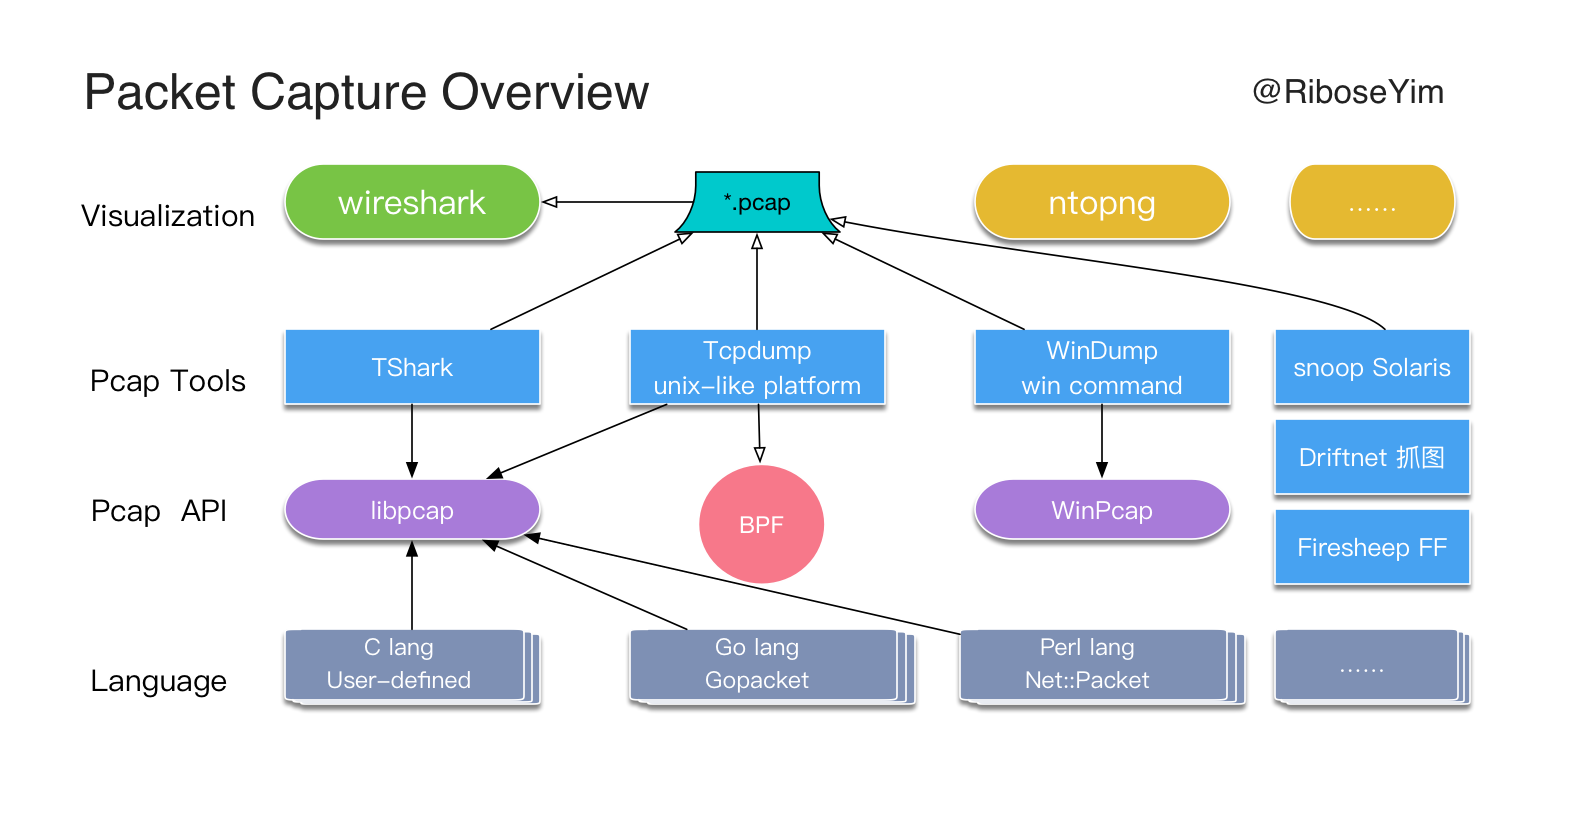 Packet Capture Overview
@RiboseYim
Visualization
wireshark
*.pcap
ntopng
......
Pcap Tools
TShark
Tcpdump
unix-like platform
WinDump
win command
snoop Solaris
Driftnet 抓图
Firesheep FF
Pcap API
libpcap
BPF
WinPcap
Language
C lang
User-defined
Go lang
Gopacket
Perl lang
Net::Packet
......